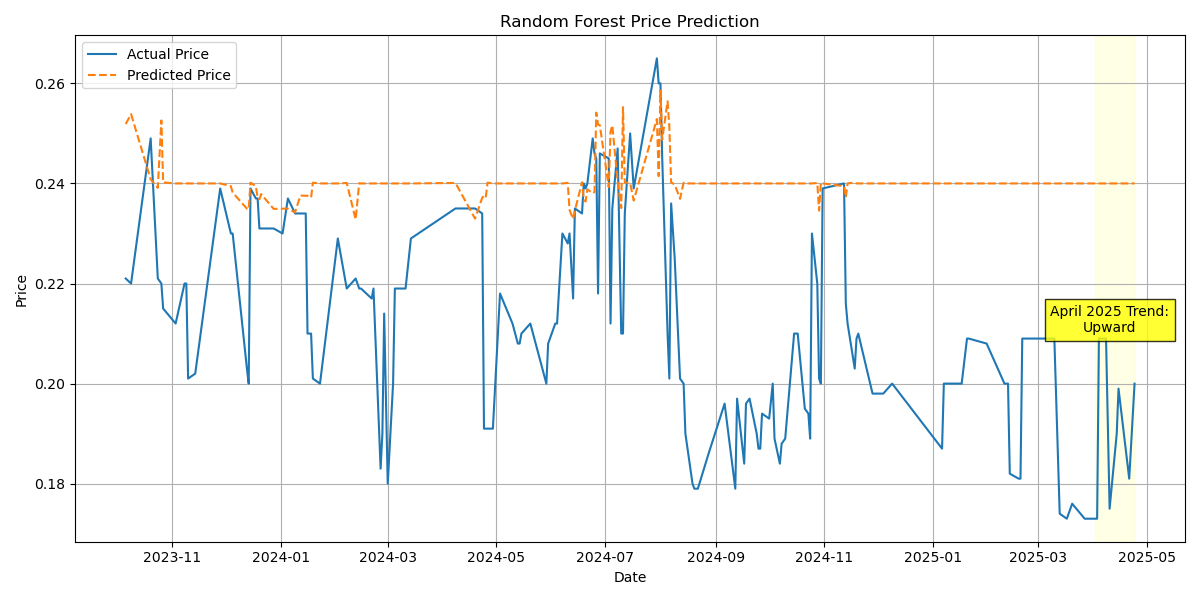 Random Forest Price Prediction
Actual Price
Predicted Price
0.26
0.24
0.22
0.20
0.18
Price
April 2025 Trend:
Upward
2023-11 2024-01 2024-03 2024-05 2024-07 2024-09 2024-11 2025-01 2025-03 2025-05
Date